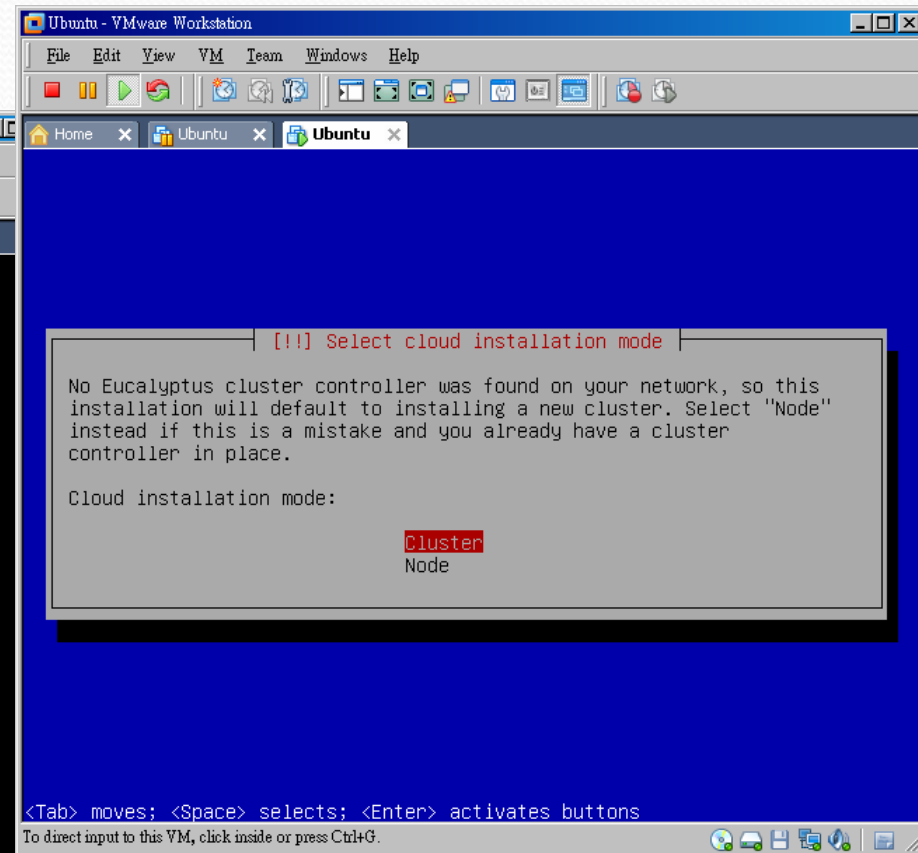 Ubuntu - VMware Workstation
File Edit View VM Team Windows Help
Home Ubuntu Ubuntu
[!!] Select cloud installation mode
No Eucalyptus cluster controller was found on your network, so this
installation will default to installing a new cluster. Select "Node"
instead if this is a mistake and you already have a cluster
controller in place.
Cloud installation mode:
Cluster
Node
<Tab> moves; <Space> selects; <Enter> activates buttons
To direct input to this VM, click inside or press Ctrl+G.